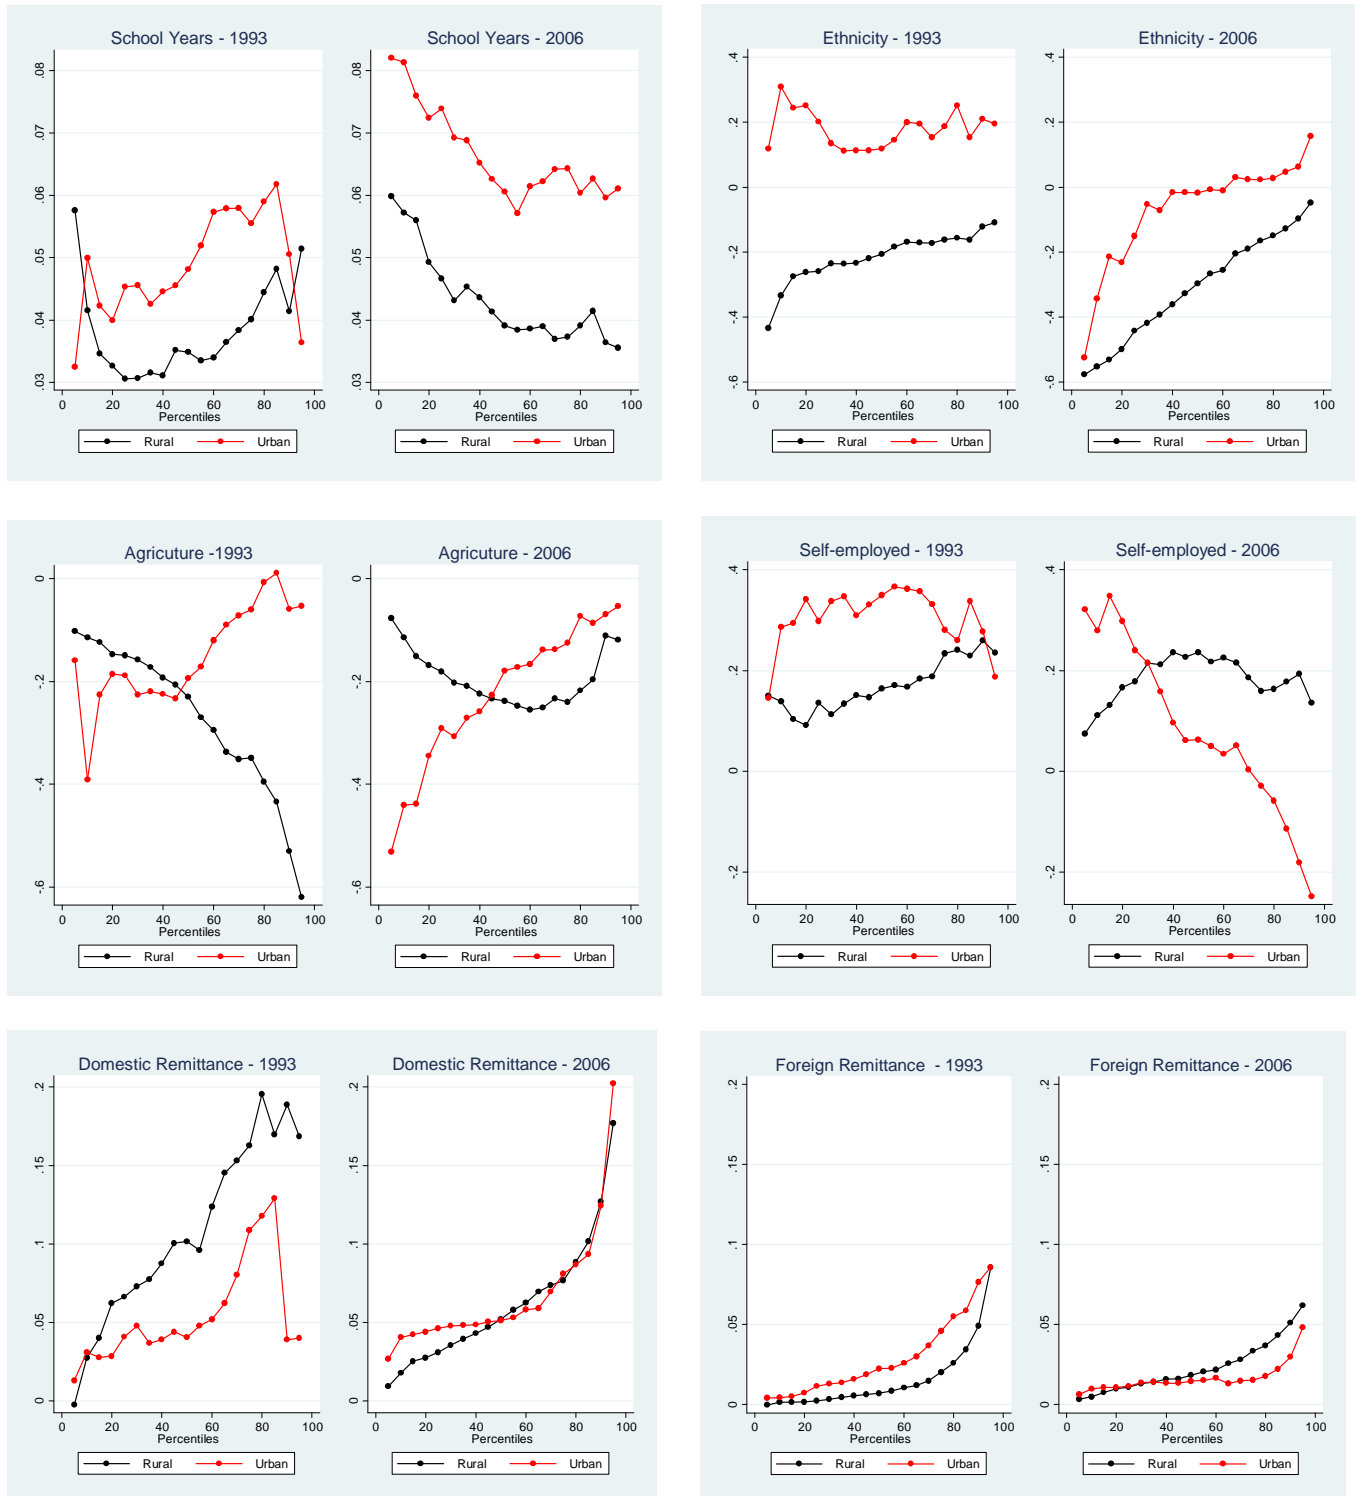 School Years - 1993
.08
.07
.06
.05
.04
.03
0 20 40 60 80 100
Percentiles
Rural Urban
School Years - 2006
.08
.07
.06
.05
.04
.03
0 20 40 60 80 100
Percentiles
Rural Urban
Ethnicity - 1993
.4
.2
0
-.2
-.4
-.6
0 20 40 60 80 100
Percentiles
Rural Urban
Ethnicity - 2006
.4
.2
0
-.2
-.4
-.6
0 20 40 60 80 100
Percentiles
Rural Urban
Agricuture -1993
0
-.2
-.4
-.6
0 20 40 60 80 100
Percentiles
Rural Urban
Agricuture - 2006
0
-.2
-.4
-.6
0 20 40 60 80 100
Percentiles
Rural Urban
Self-employed - 1993
.4
.2
0
-.2
0 20 40 60 80 100
Percentiles
Rural Urban
Self-employed - 2006
.4
.2
0
-.2
0 20 40 60 80 100
Percentiles
Rural Urban
Domestic Remittance - 1993
.2
.15
.1
.05
0
0 20 40 60 80 100
Percentiles
Rural Urban
Domestic Remittance - 2006
.2
.15
.1
.05
0
0 20 40 60 80 100
Percentiles
Rural Urban
Foreign Remittance - 1993
.2
.15
.1
.05
0
0 20 40 60 80 100
Percentiles
Rural Urban
Foreign Remittance - 2006
.2
.15
.1
.05
0
0 20 40 60 80 100
Percentiles
Rural Urban